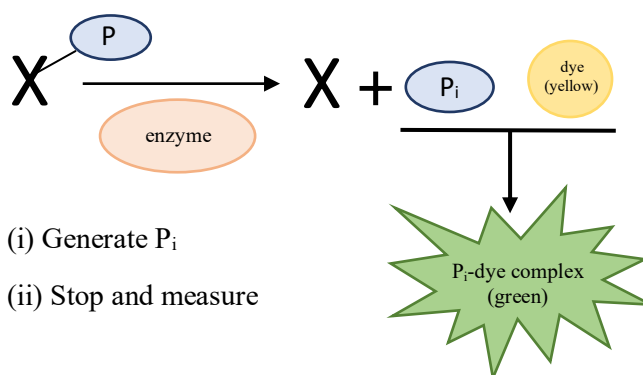 P
X
enzyme
X + Pᵢ
dye
(yellow)
(i) Generate Pᵢ
(ii) Stop and measure
Pᵢ-dye complex
(green)